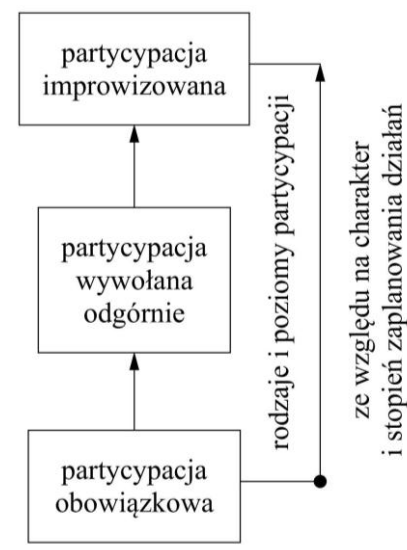 partycypacja
improwizowana
partycypacja
wywołana
odgórnie
partycypacja
obowiązkowa
rodzaje i poziomy partycypacji
ze względu na charakter
i stopień zaplanowania działań